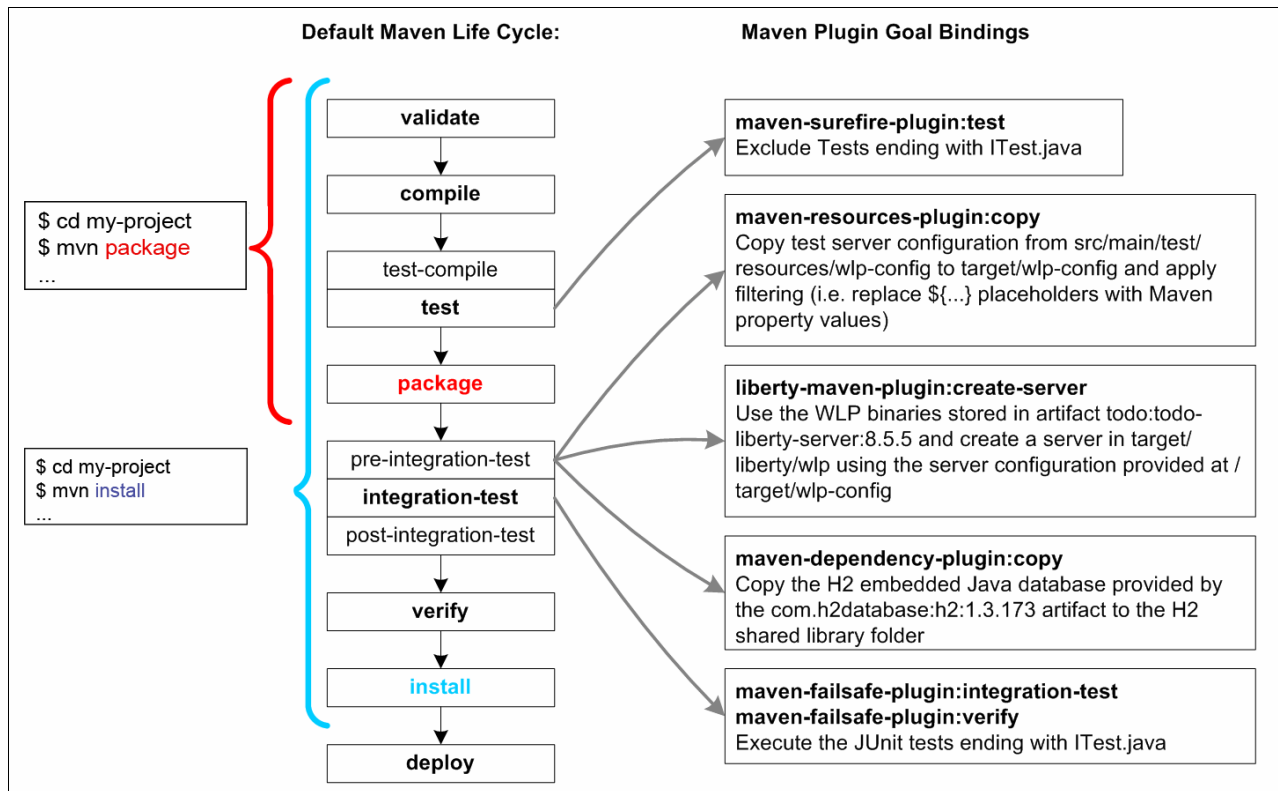 Default Maven Life Cycle:
Maven Plugin Goal Bindings
$ cd my-project
$ mvn package
...
$ cd my-project
$ mvn install
...
validate
compile
test-compile
test
package
pre-integration-test
integration-test
post-integration-test
verify
install
deploy
maven-surefire-plugin:test
Exclude Tests ending with ITest.java
maven-resources-plugin:copy
Copy test server configuration from src/main/test/
resources/wlp-config to target/wlp-config and apply
filtering (i.e. replace ${...} placeholders with Maven
property values)
liberty-maven-plugin:create-server
Use the WLP binaries stored in artifact todo:todo-
liberty-server:8.5.5 and create a server in target/
liberty/wlp using the server configuration provided at /
target/wlp-config
maven-dependency-plugin:copy
Copy the H2 embedded Java database provided by
the com.h2database:h2:1.3.173 artifact to the H2
shared library folder
maven-failsafe-plugin:integration-test
maven-failsafe-plugin:verify
Execute the JUnit tests ending with ITest.java